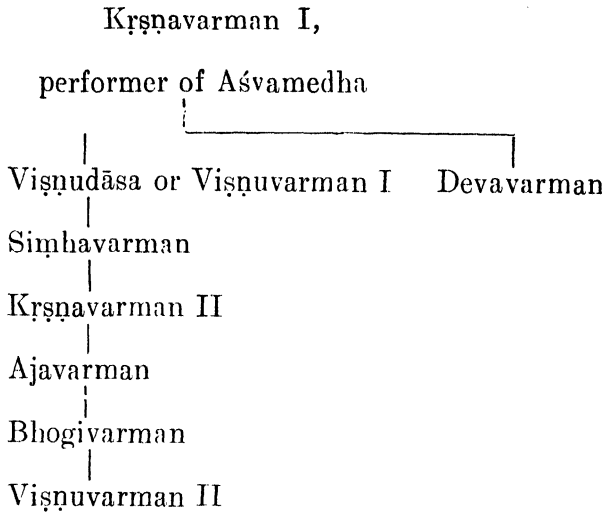 Kṛṣṇavarman I,
performer of Aśvamedha
Viṣṇudāsa or Viṣṇuvarman I Devavarman
Siṃhavarman
Kṛṣṇavarman II
Ajavarman
Bhogivarman
Viṣṇuvarman II